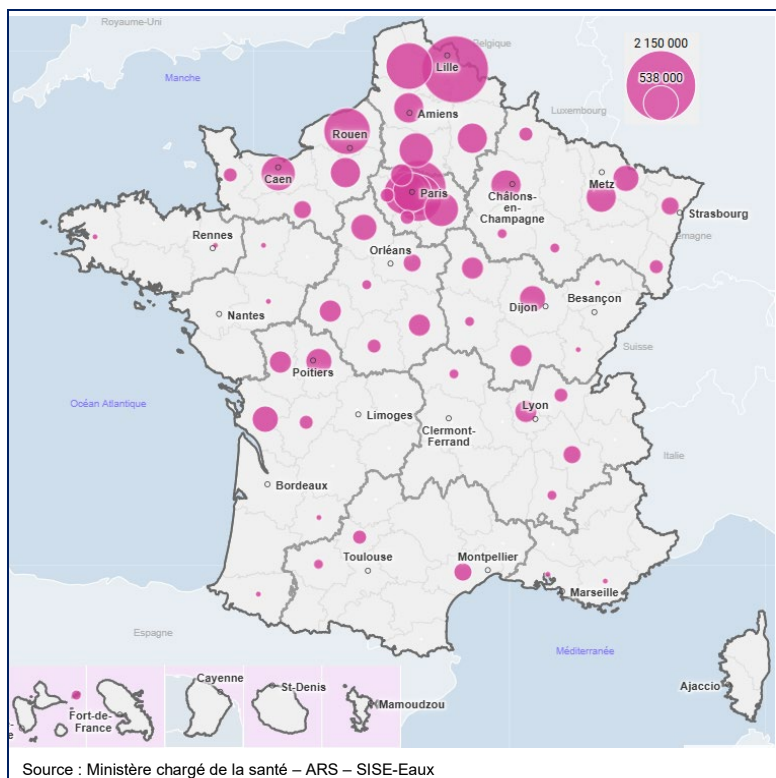 Royaume-Uni
Belgique
2 150 000
Lille
538 000
Manche
Luxembourg
Amiens
Rouen
Caen
Metz
Paris
Châlons-
en-
Champagne
Strasbourg
Rennes
Orléans
Dijon
Besançon
Nantes
Suisse
Poitiers
Océan Atlantique
Limoges
Lyon
Clermont-
Ferrand
Italie
Bordeaux
Toulouse
Montpellier
Marseille
Espagne
Méditerranée
Cayenne
St-Denis
Ajaccio
Mamoudzou
Fort-de-
France
Source : Ministère chargé de la santé – ARS – SISE-Eaux